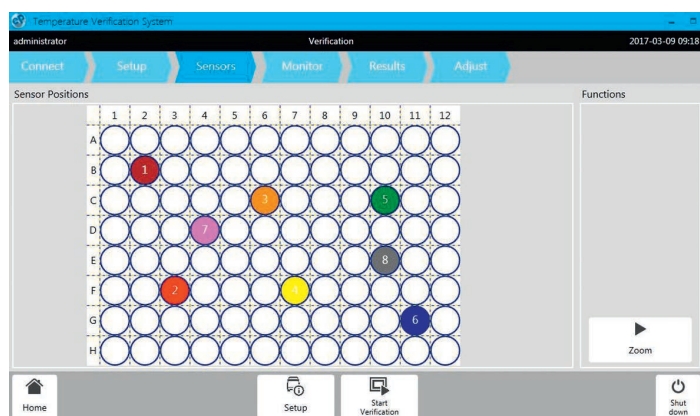 Temperature Verification System
administrator Verification 2017-03-09 09:18
Connect Setup Sensors Monitor Results Adjust
Sensor Positions Functions
1 2 3 4 5 6 7 8 9 10 11 12
A
B 1
C 3 5
D 7
E 8
F 2 4
G 6
H
Zoom
Home Setup Start Verification Shut down